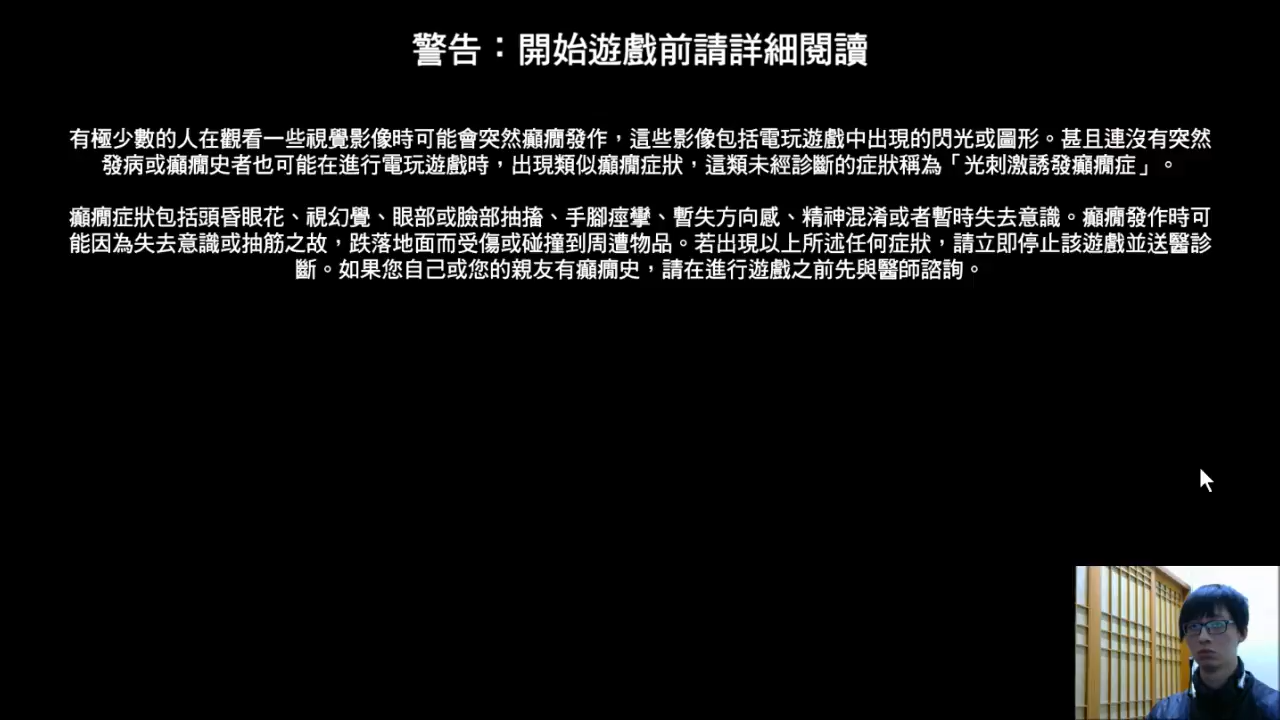 警告：開始遊戲前請詳細閱讀
有極少數的人在觀看一些視覺影像時可能會突然癲癇發作，這些影像包括電玩遊戲中出現的閃光或圖形。甚且連沒有突然
發病或癲癇史者也可能在進行電玩遊戲時，出現類似癲癇症狀，這類未經診斷的症狀稱為「光刺激誘發癲癇症」。
癲癇症狀包括頭昏眼花、視幻覺、眼部或臉部抽搐、手腳痙攣、暫失方向感、精神混淆或者暫時失去意識。癲癇發作時可
能因為失去意識或抽筋之故，跌落地面而受傷或碰撞到周遭物品。若出現以上所述任何症狀，請立即停止該遊戲並送醫診
斷。如果您自己或您的親友有癲癇史，請在進行遊戲之前先與醫師諮詢。